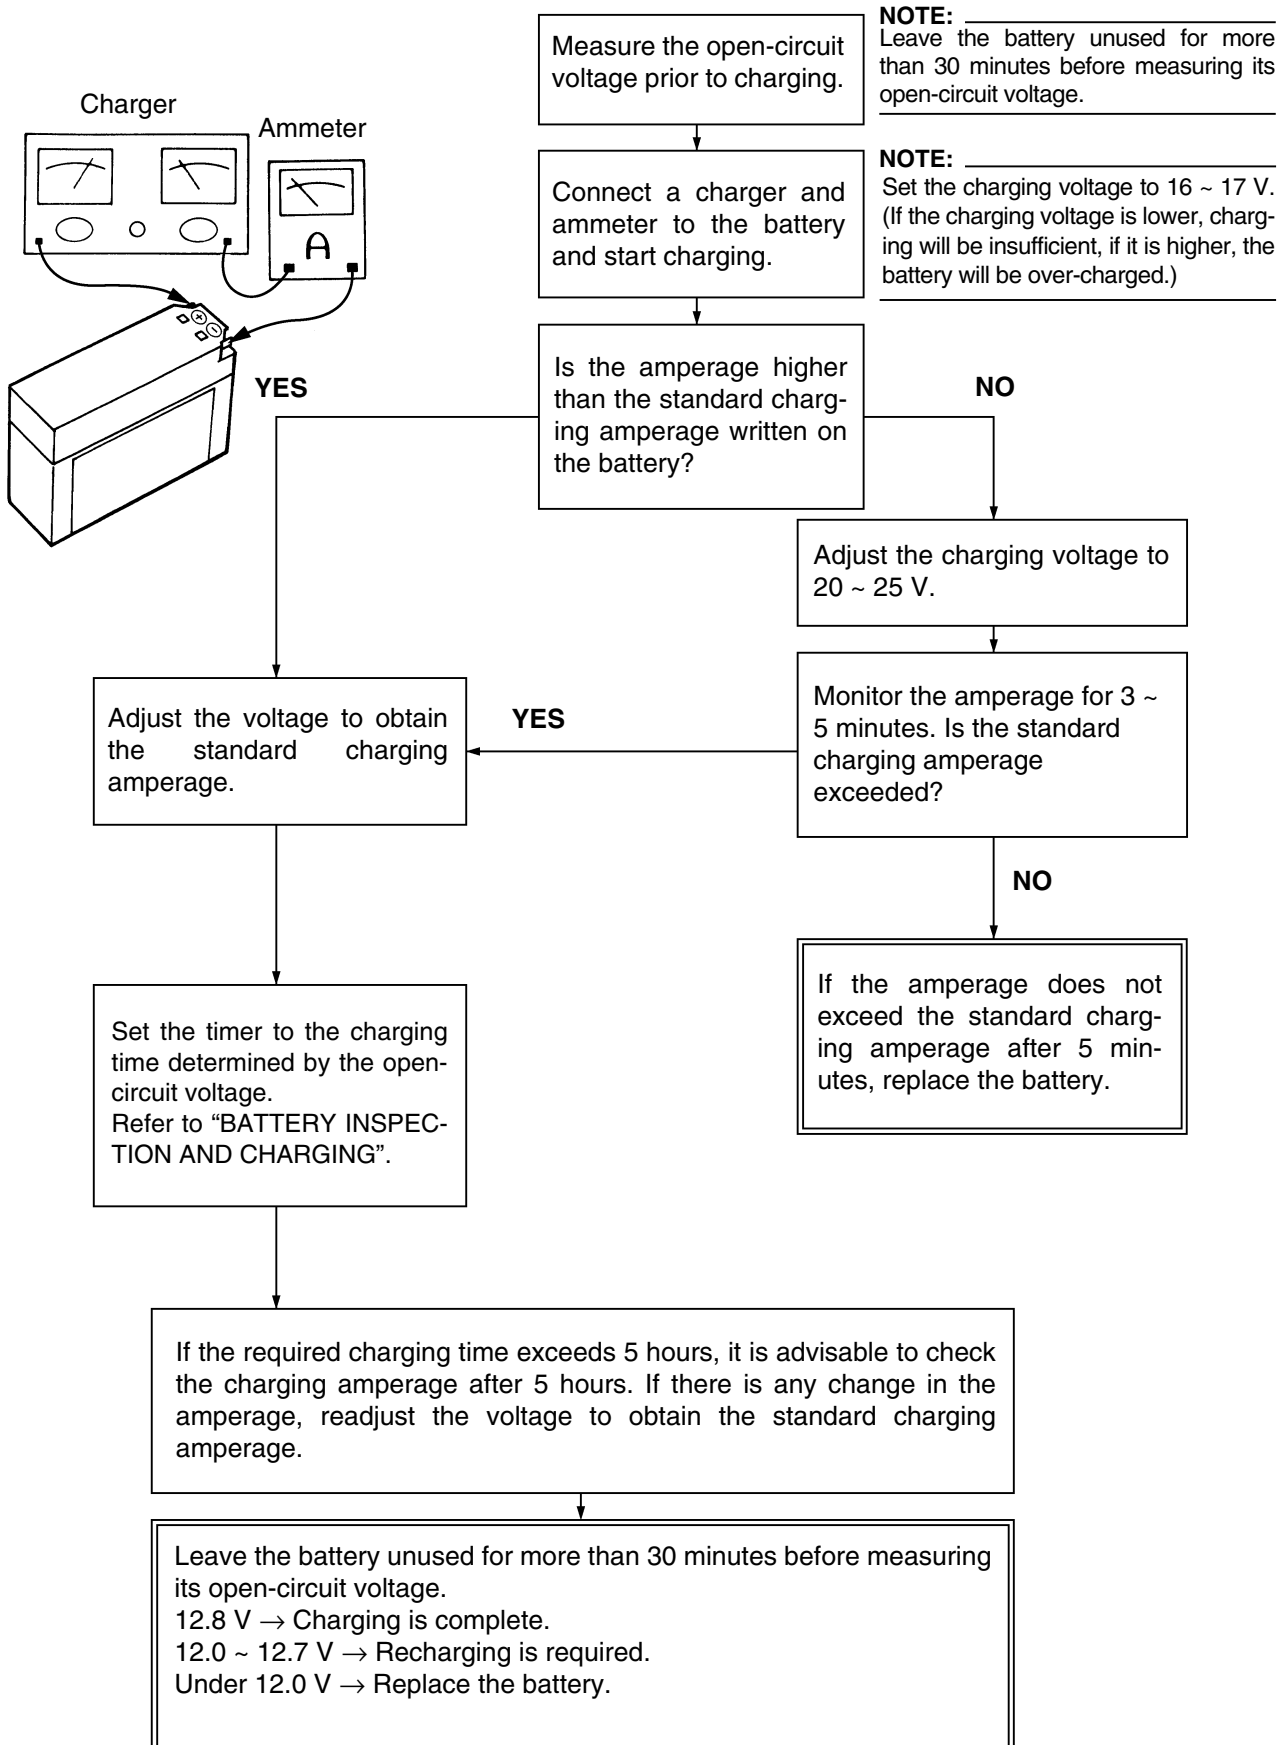 Measure the open-circuit
voltage prior to charging.
NOTE:
Leave the battery unused for more
than 30 minutes before measuring its
open-circuit voltage.
Charger
Ammeter
A
Connect a charger and
ammeter to the battery
and start charging.
NOTE:
Set the charging voltage to 16 ~ 17 V.
(If the charging voltage is lower, charg-
ing will be insufficient, if it is higher, the
battery will be over-charged.)
Is the amperage higher
than the standard charg-
ing amperage written on
the battery?
YES
NO
Adjust the charging voltage to
20 ~ 25 V.
Monitor the amperage for 3 ~
5 minutes. Is the standard
charging amperage
exceeded?
YES
Adjust the voltage to obtain
the standard charging
amperage.
NO
If the amperage does not
exceed the standard charg-
ing amperage after 5 min-
utes, replace the battery.
Set the timer to the charging
time determined by the open-
circuit voltage.
Refer to “BATTERY INSPEC-
TION AND CHARGING”.
If the required charging time exceeds 5 hours, it is advisable to check
the charging amperage after 5 hours. If there is any change in the
amperage, readjust the voltage to obtain the standard charging
amperage.
Leave the battery unused for more than 30 minutes before measuring
its open-circuit voltage.
12.8 V → Charging is complete.
12.0 ~ 12.7 V → Recharging is required.
Under 12.0 V → Replace the battery.